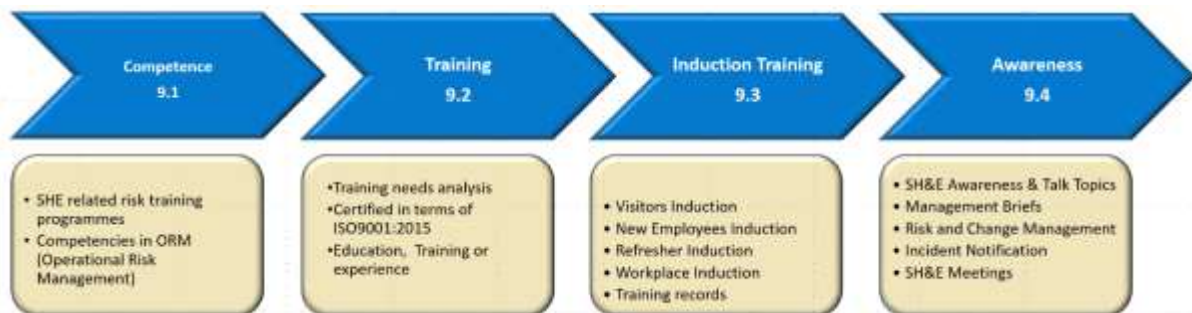 Competence
9.1
• SHE related risk training
programmes
• Competencies in ORM
(Operational Risk
Management)
Training
9.2
•Training needs analysis
•Certified in terms of
ISO9001:2015
•Education, Training or
experience
Induction Training
9.3
• Visitors Induction
• New Employees Induction
• Refresher Induction
• Workplace Induction
• Training records
Awareness
9.4
• SH&E Awareness & Talk Topics
• Management Briefs
• Risk and Change Management
• Incident Notification
• SH&E Meetings